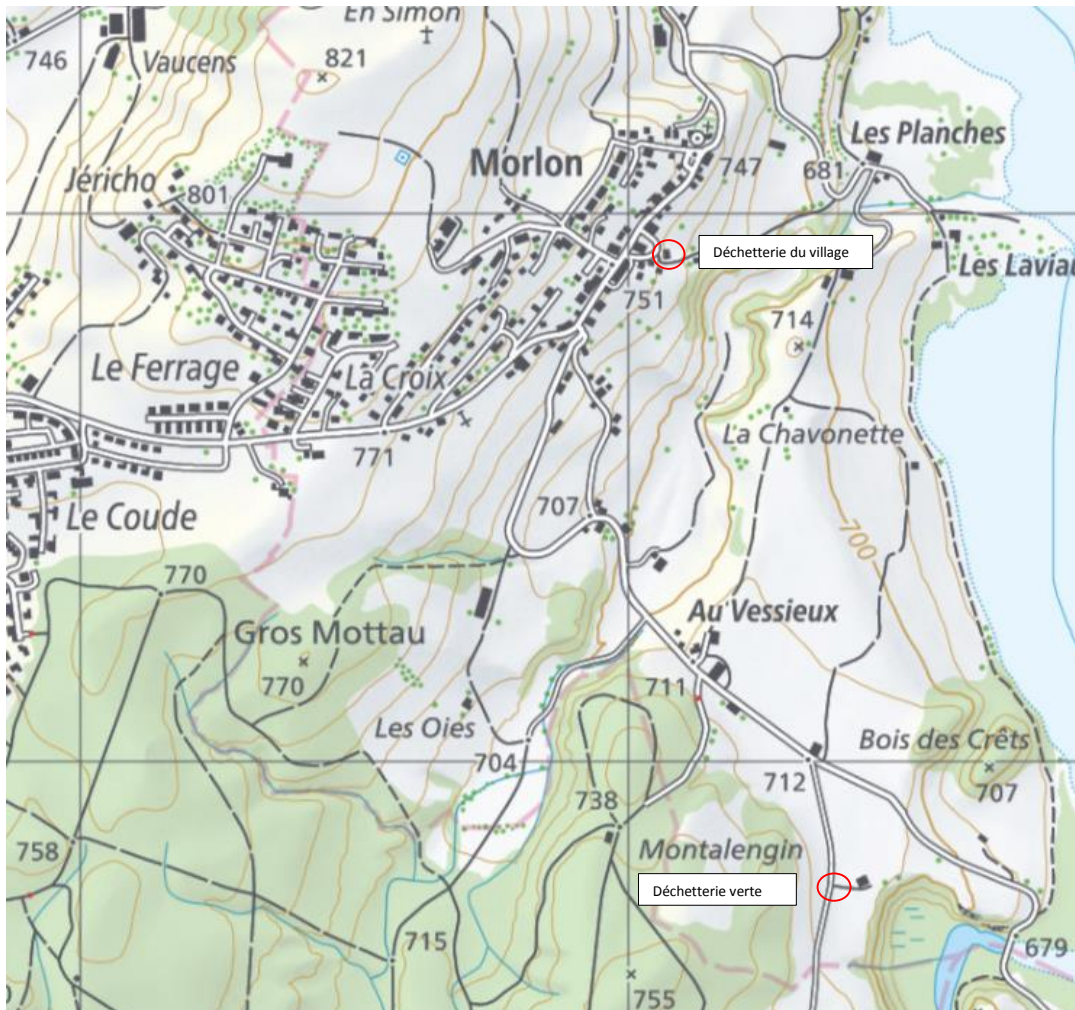 En Simon
746
Vaucens
821
Morlon
747
Les Planches
681
Jéricho
801
Déchetterie du village
Les Laviau
751
714
Le Ferrage
La Croix
La Chavonette
771
Le Coude
707
700
770
Gros Mottau
770
Au Vessieux
711
Les Oies
704
Bois des Crêts
712
707
738
758
Montalengin
Déchetterie verte
715
679
755